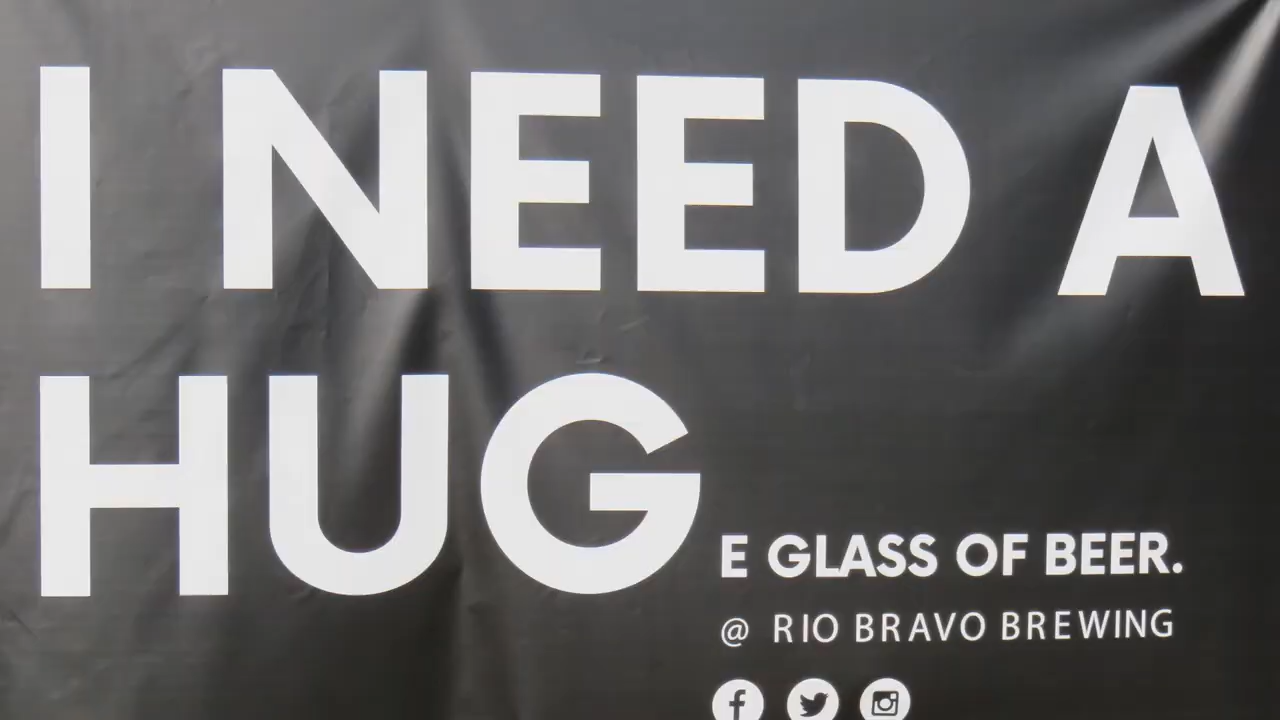 I NEED A
HUG
E GLASS OF BEER.
@ RIO BRAVO BREWING